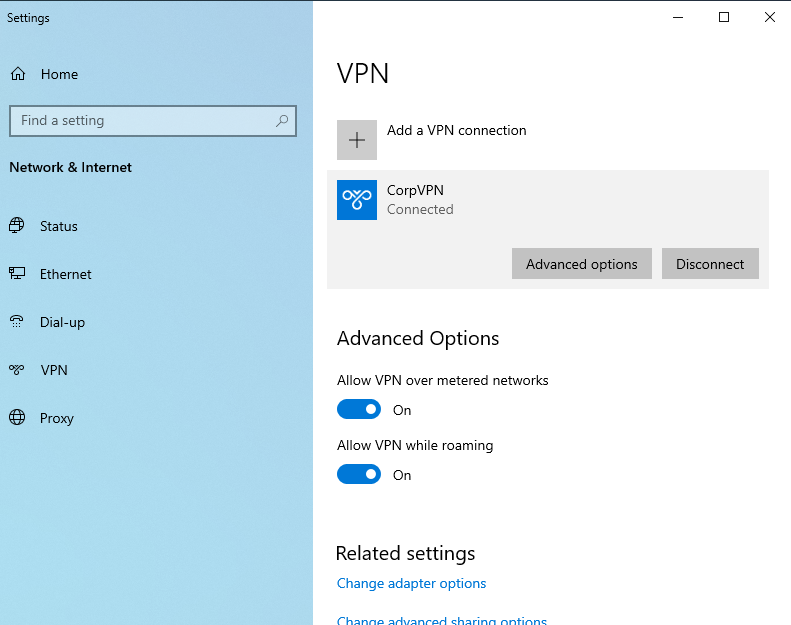 Settings
Home
Find a setting
Network & Internet
Status
Ethernet
Dial-up
VPN
Proxy
VPN
Add a VPN connection
CorpVPN
Connected
Advanced options
Disconnect
Advanced Options
Allow VPN over metered networks
On
Allow VPN while roaming
On
Related settings
Change adapter options
Change advanced sharing options